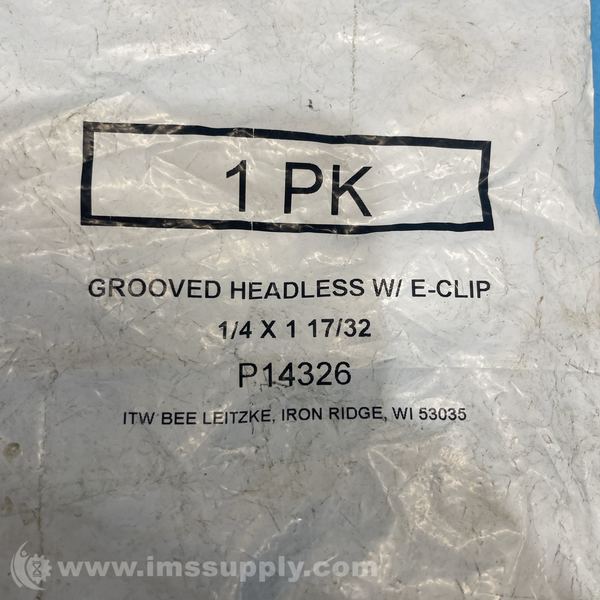 1 PK
GROOVED HEADLESS W/ E-CLIP
1/4 X 1 17/32
P14326
ITW BEE LEITZKE, IRON RIDGE, WI 53035
www.imssupply.com